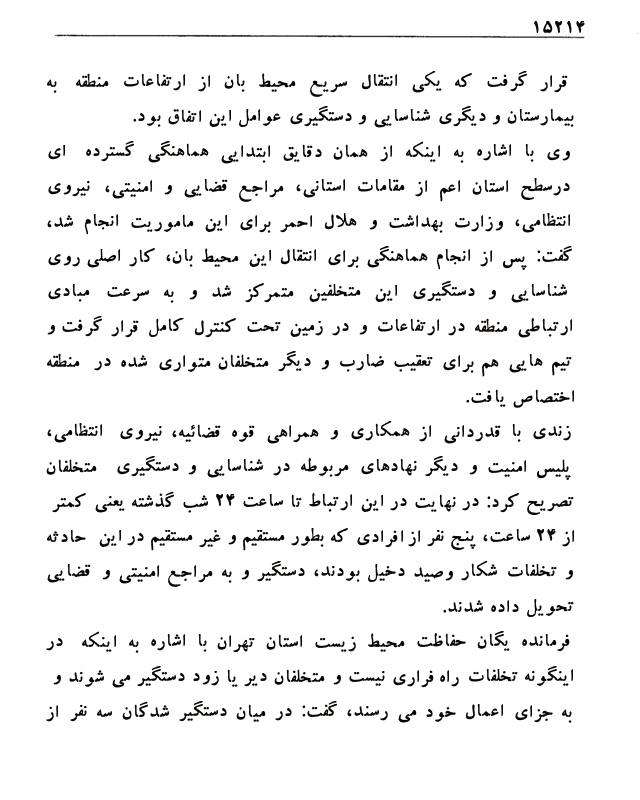 ۱۵۲۱۴
قرار گرفت که یکی انتقال سریع محیط بان از ارتفاعات منطقه به
بیمارستان و دیگری شناسایی و دستگیری عوامل این اتفاق بود.
وی با اشاره به اینکه از همان دقایق ابتدایی هماهنگی گسترده ای
درسطح استان اعم از مقامات استانی، مراجع قضایی و امنیتی، نیروی
انتظامی، وزارت بهداشت و هلال احمر برای این ماموریت انجام شد،
گفت: پس از انجام هماهنگی برای انتقال این محیط بان، کار اصلی روی
شناسایی و دستگیری این متخلفین متمرکز شد و به سرعت مبادی
ارتباطی منطقه در ارتفاعات و در زمین تحت کنترل کامل قرار گرفت و
تیم هایی هم برای تعقیب ضارب و دیگر متخلفان متواری شده در منطقه
اختصاص یافت.
زندی با قدردانی از همکاری و همراهی قوه قضائیه، نیروی انتظامی،
پلیس امنیت و دیگر نهادهای مربوطه در شناسایی و دستگیری متخلفان
تصریح کرد: در نهایت در این ارتباط تا ساعت ۲۴ شب گذشته یعنی کمتر
از ۲۴ ساعت، پنج نفر از افرادی که بطور مستقیم و غیر مستقیم در این حادثه
و تخلفات شکار وصید دخیل بودند، دستگیر و به مراجع امنیتی و قضایی
تحویل داده شدند.
فرمانده یگان حفاظت محیط زیست استان تهران با اشاره به اینکه در
اینگونه تخلفات راه فراری نیست و متخلفان دیر یا زود دستگیر می شوند و
به جزای اعمال خود می رسند، گفت: در میان دستگیر شدگان سه نفر از